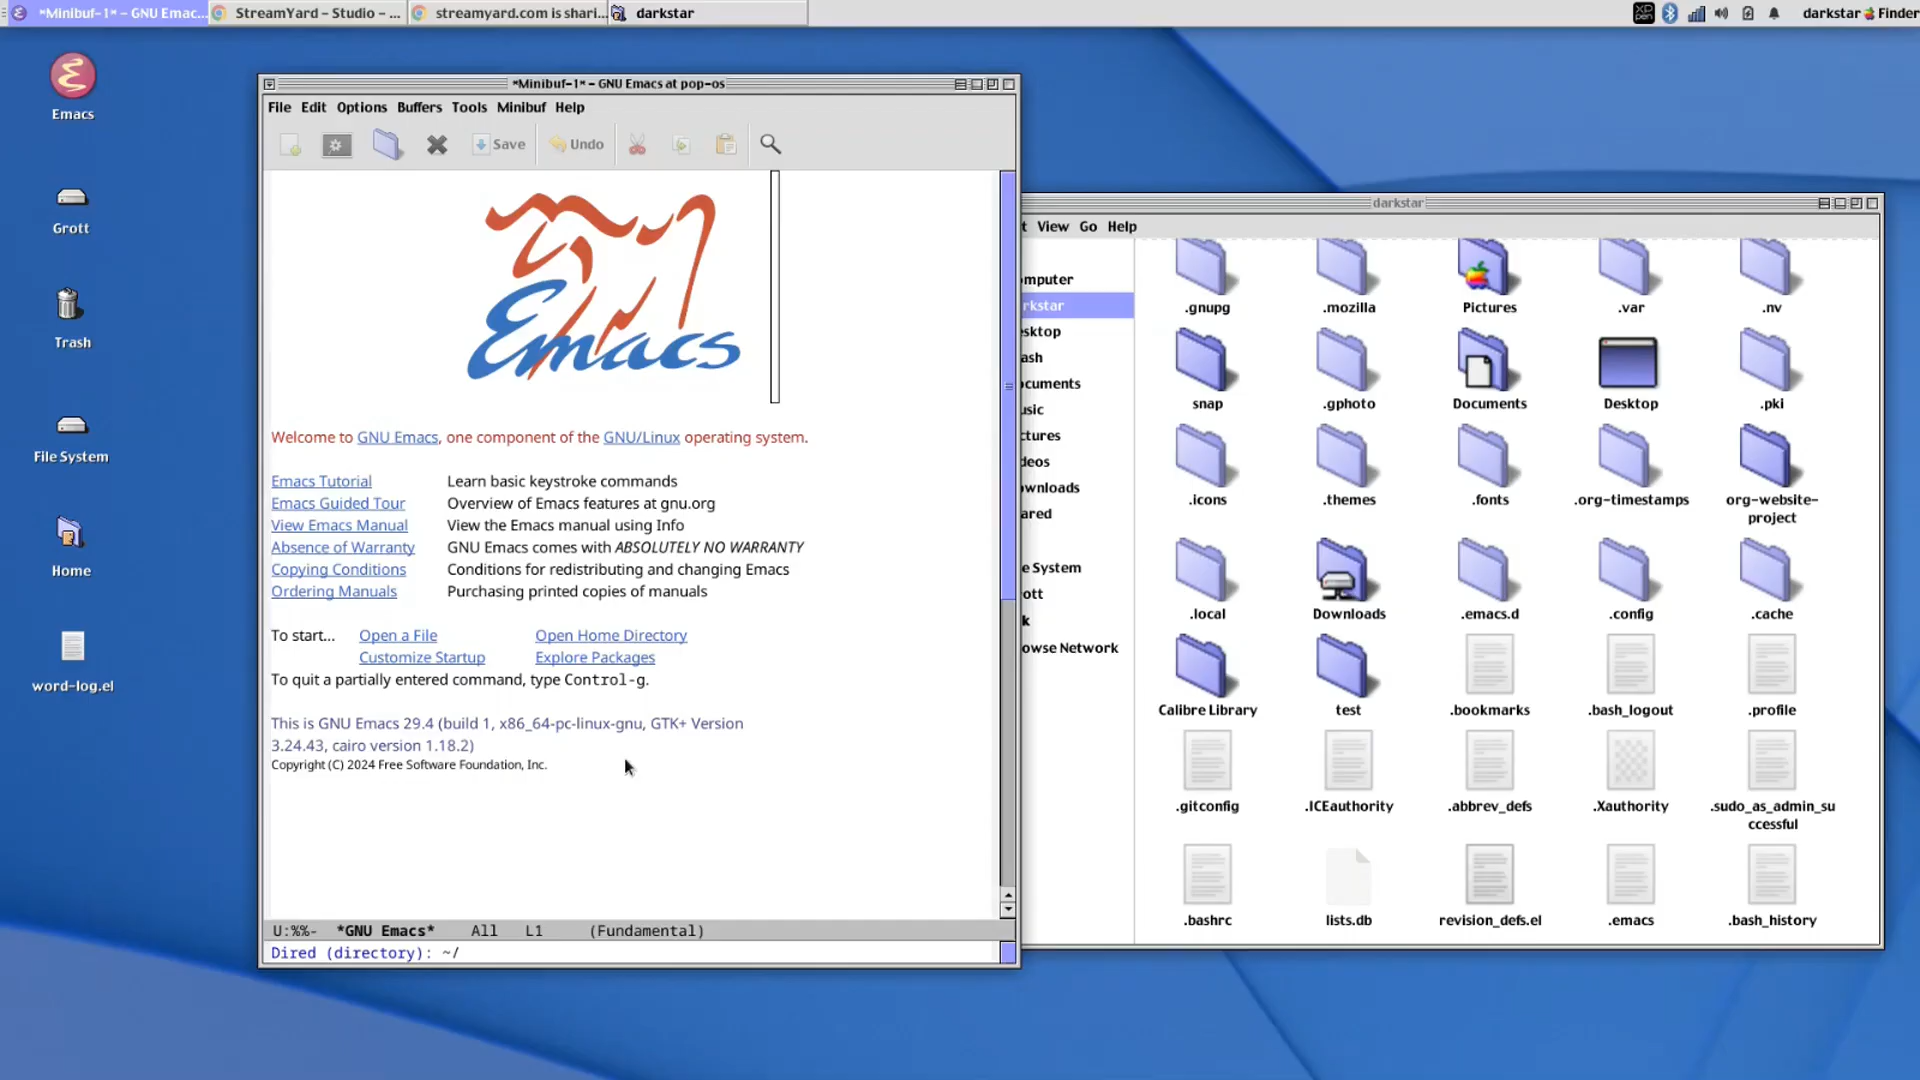 *Minibuf-1* – GNU Emac...
StreamYard – Studio – ...
streamyard.com is shari...
darkstar
XP
PEN
darkstar
Finder
Emacs
Grott
Trash
File System
Home
word-log.el
*Minibuf-1* – GNU Emacs at pop-os
File Edit Options Buffers Tools Minibuf Help
Save
Undo
Emacs
Welcome to GNU Emacs, one component of the GNU/Linux operating system.
Emacs Tutorial Learn basic keystroke commands
Emacs Guided Tour Overview of Emacs features at gnu.org
View Emacs Manual View the Emacs manual using Info
Absence of Warranty GNU Emacs comes with ABSOLUTELY NO WARRANTY
Copying Conditions Conditions for redistributing and changing Emacs
Ordering Manuals Purchasing printed copies of manuals
To start... Open a File Open Home Directory
Customize Startup Explore Packages
To quit a partially entered command, type Control-g.
This is GNU Emacs 29.4 (build 1, x86_64-pc-linux-gnu, GTK+ Version
3.24.43, cairo version 1.18.2)
Copyright (C) 2024 Free Software Foundation, Inc.
U:%%- *GNU Emacs* All L1 (Fundamental)
Dired (directory): ~/
darkstar
t View Go Help
omputer
rkstar
esktop
ash
ocuments
usic
ctures
deos
ownloads
ared
e System
ott
k
owse Network
.gnupg .mozilla Pictures .var .nv
snap .gphoto Documents Desktop .pki
.icons .themes .fonts .org-timestamps org-website-
project
.local Downloads .emacs.d .config .cache
Calibre Library test .bookmarks .bash_logout .profile
.gitconfig .ICEauthority .abbrev_defs .Xauthority .sudo_as_admin_su
ccessful
.bashrc lists.db revision_defs.el .emacs .bash_history